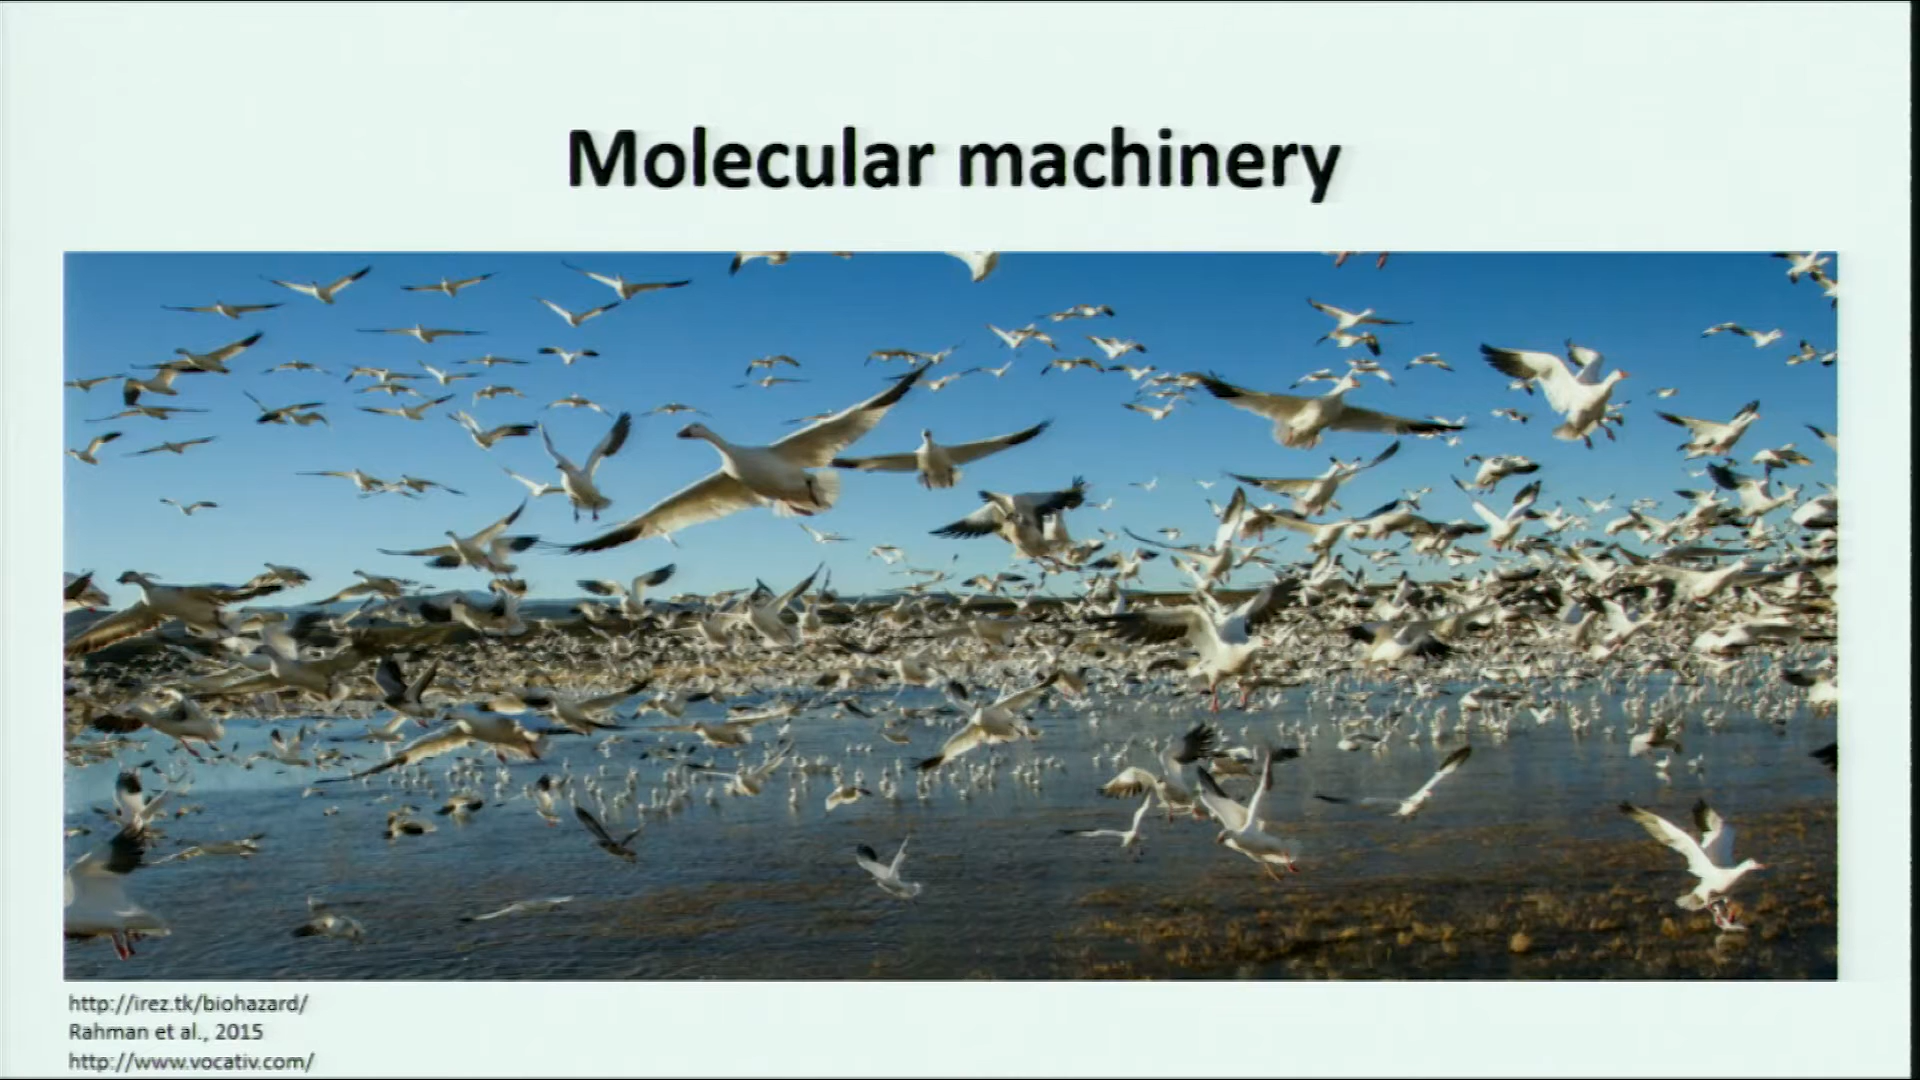 Molecular machinery
http://irez.tk/biohazard/
Rahman et al., 2015
http://www.vocativ.com/